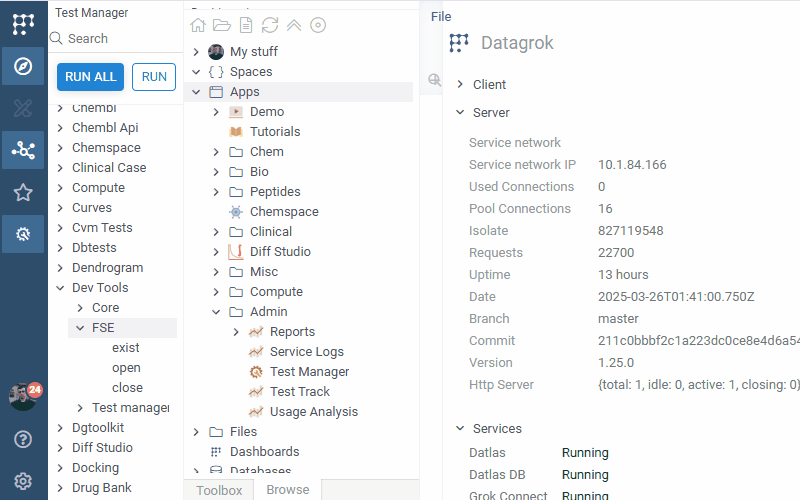 Test Manager
Search
RUN ALL
RUN
Chembl
Chembl Api
Chemspace
Clinical Case
Compute
Curves
Cvm Tests
Dbtests
Dendrogram
Dev Tools
Core
FSE
exist
open
close
Test manager
Dgtoolkit
Diff Studio
Docking
Drug Bank
24
My stuff
Spaces
Apps
Demo
Tutorials
Chem
Bio
Peptides
Chemspace
Clinical
Diff Studio
Misc
Compute
Admin
Reports
Service Logs
Test Manager
Test Track
Usage Analysis
Files
Dashboards
Databases
Toolbox
Browse
File
Datagrok
Client
Server
Service network
Service network IP 10.1.84.166
Used Connections 0
Pool Connections 16
Isolate 827119548
Requests 22700
Uptime 13 hours
Date 2025-03-26T01:41:00.750Z
Branch master
Commit 211c0bbbf2c1a223dc0ce8e4d6a54
Version 1.25.0
Http Server {total: 1, idle: 0, active: 1, closing: 0}
Services
Datlas Running
Datlas DB Running
Grok Connect Running